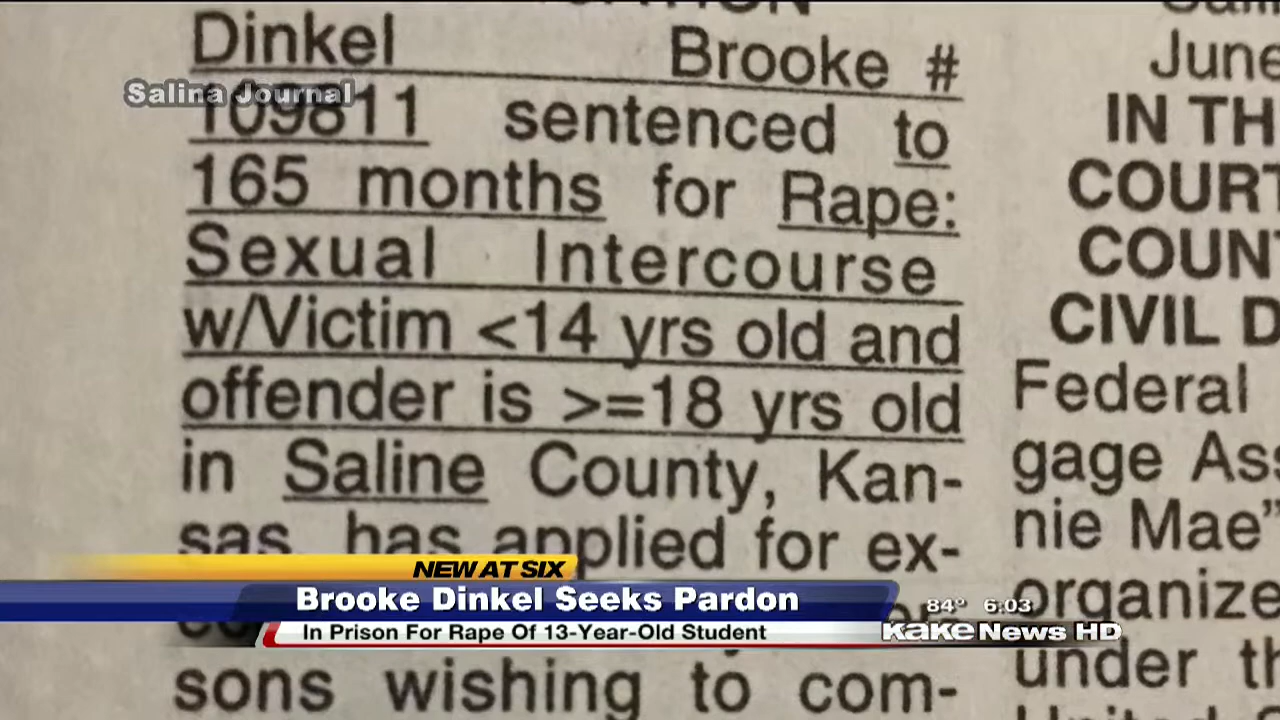 Dinkel Brooke #
109811 sentenced to
165 months for Rape:
Sexual Intercourse
w/Victim <14 yrs old and
offender is >=18 yrs old
in Saline County, Kan-
sas, has applied for ex-
sons wishing to com-
June
IN TH
COURT
COUNT
CIVIL D
Federal
gage Ass
nie Mae”
organize
under th
Salina Journal
NEW AT SIX
Brooke Dinkel Seeks Pardon
In Prison For Rape Of 13-Year-Old Student
84° 6:03
KAKE News HD